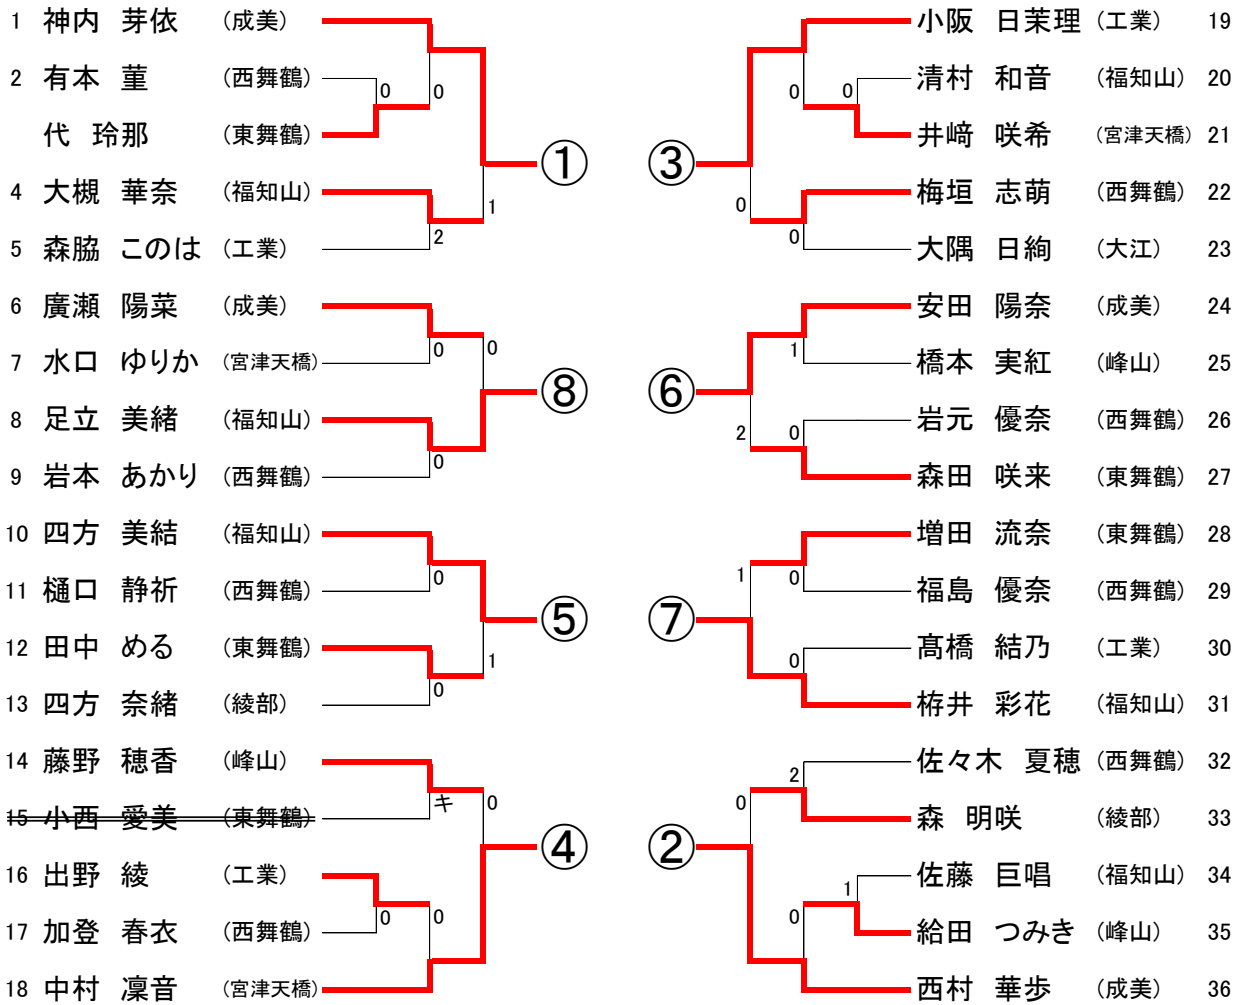 1 神内 芽依 (成美)
2 有本 菫 (西舞鶴)
0
0
代 玲那 (東舞鶴)
①
4 大槻 華奈 (福知山)
1
2
5 森脇 このは (工業)
6 廣瀬 陽菜 (成美)
0
0
7 水口 ゆりか (宮津天橋)
⑧
8 足立 美緒 (福知山)
0
9 岩本 あかり (西舞鶴)
10 四方 美結 (福知山)
0
11 樋口 静祈 (西舞鶴)
⑤
12 田中 める (東舞鶴)
1
0
13 四方 奈緒 (綾部)
14 藤野 穂香 (峰山)
キ
0
15 小西 愛美 (東舞鶴)
④
16 出野 綾 (工業)
0
0
17 加登 春衣 (西舞鶴)
18 中村 凜音 (宮津天橋)
小阪 日茉理 (工業) 19
0
0
清村 和音 (福知山) 20
井﨑 咲希 (宮津天橋) 21
③
梅垣 志萌 (西舞鶴) 22
0
0
大隅 日絢 (大江) 23
安田 陽奈 (成美) 24
1
橋本 実紅 (峰山) 25
⑥
岩元 優奈 (西舞鶴) 26
2
0
森田 咲来 (東舞鶴) 27
増田 流奈 (東舞鶴) 28
1
0
福島 優奈 (西舞鶴) 29
⑦
髙橋 結乃 (工業) 30
0
栫井 彩花 (福知山) 31
佐々木 夏穂 (西舞鶴) 32
2
0
森 明咲 (綾部) 33
②
佐藤 巨唱 (福知山) 34
1
0
給田 つみき (峰山) 35
西村 華歩 (成美) 36